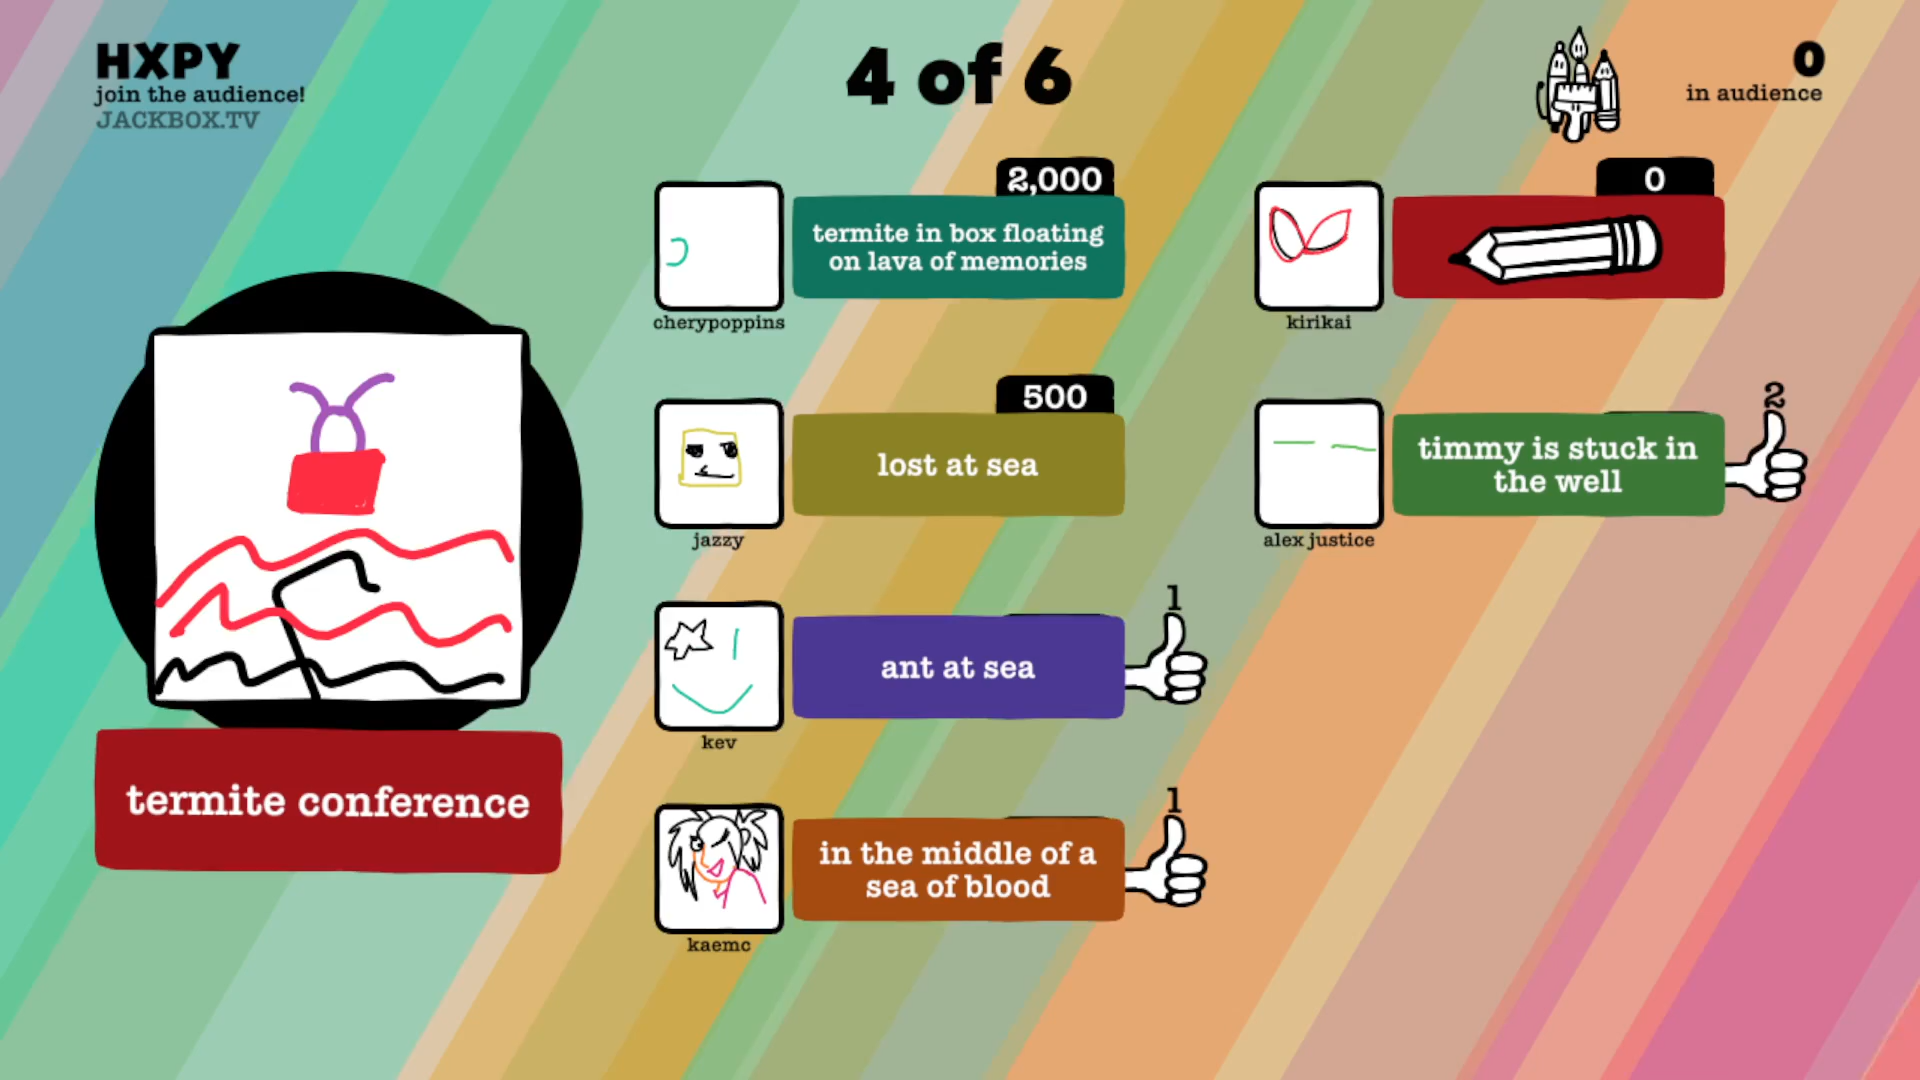 HXPY
join the audience!
JACKBOX.TV
4 of 6
0
in audience
termite conference
2,000
termite in box floating
on lava of memories
cherypoppins
500
lost at sea
jazzy
1
ant at sea
kev
1
in the middle of a
sea of blood
kaemc
0
kirikai
2
timmy is stuck in
the well
alex justice